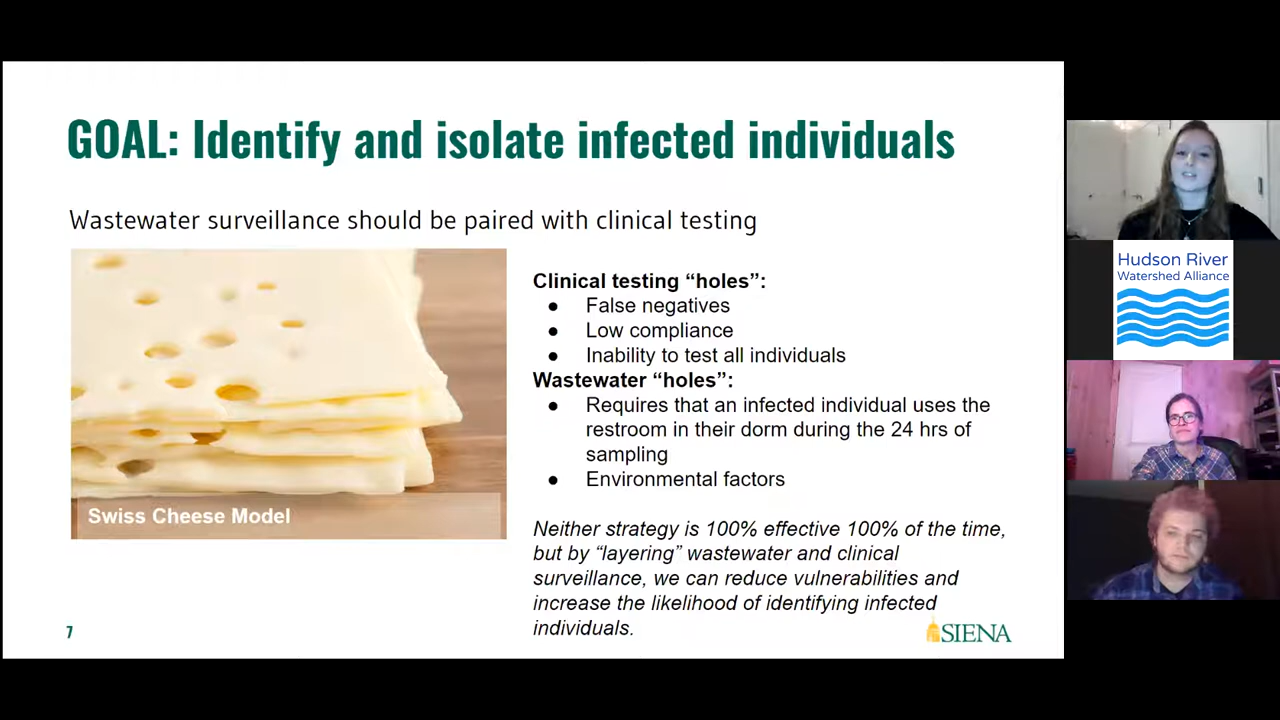 GOAL: Identify and isolate infected individuals
Wastewater surveillance should be paired with clinical testing
Swiss Cheese Model
Clinical testing “holes”:
● False negatives
● Low compliance
● Inability to test all individuals
Wastewater “holes”:
● Requires that an infected individual uses the
restroom in their dorm during the 24 hrs of
sampling
● Environmental factors
Neither strategy is 100% effective 100% of the time,
but by “layering” wastewater and clinical
surveillance, we can reduce vulnerabilities and
increase the likelihood of identifying infected
individuals.
7
SIENA
Hudson River
Watershed Alliance